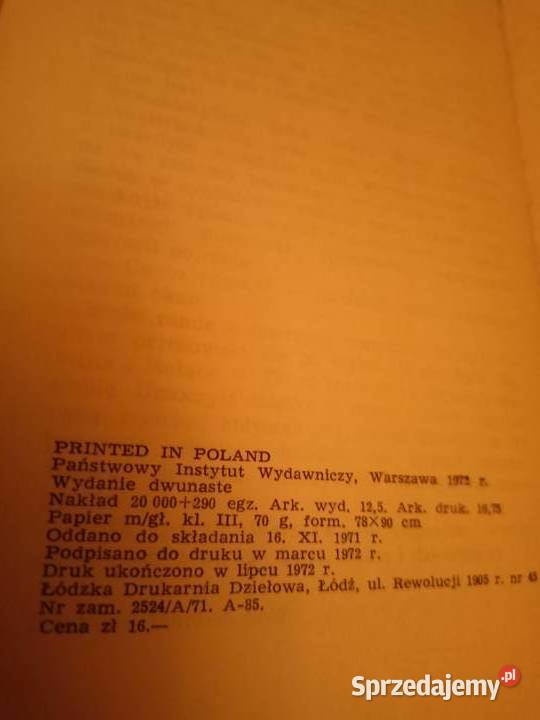 PRINTED IN POLAND
Państwowy Instytut Wydawniczy, Warszawa 1972 r.
Wydanie dwunaste
Nakład 20 000+290 egz. Ark. wyd. 12,5. Ark. druk. 16,75
Papier m/gł. kl. III, 70 g, form. 78×90 cm
Oddano do składania 16. XI. 1971 r.
Podpisano do druku w marcu 1972 r.
Druk ukończono w lipcu 1972 r.
Łódzka Drukarnia Dziełowa, Łódź, ul. Rewolucji 1905 r. nr 45
Nr zam. 2524/A/71. A-85.
Cena zł 16.—
Sprzedajemy.pl